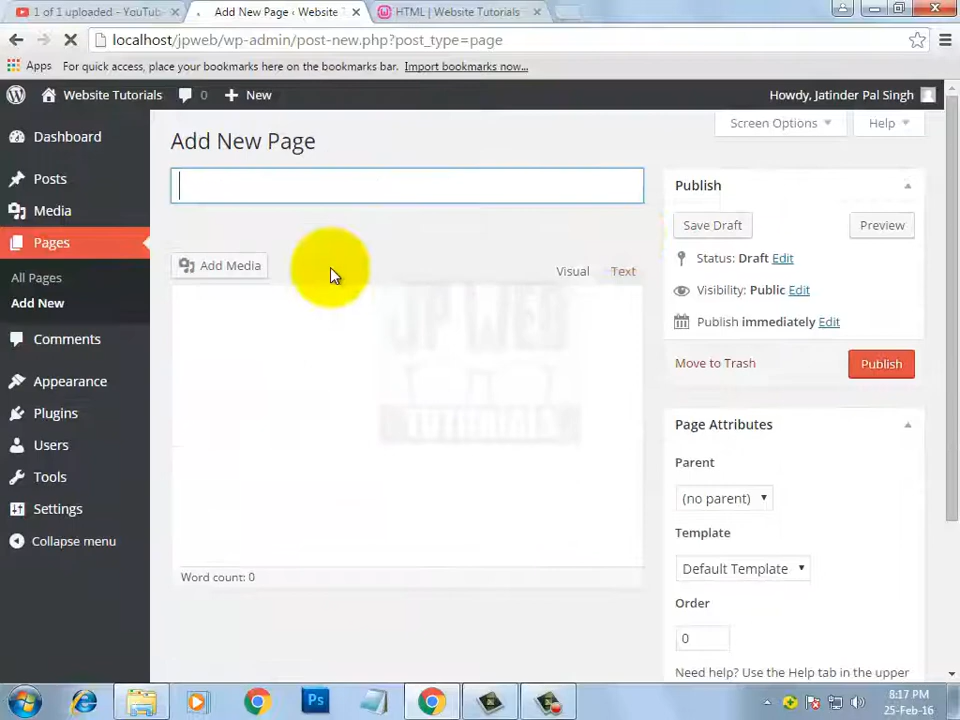 1 of 1 uploaded - YouTub
Add New Page ‹ Website
HTML | Website Tutorials
localhost/jpweb/wp-admin/post-new.php?post_type=page
Apps
For quick access, place your bookmarks here on the bookmarks bar. Import bookmarks now...
Website Tutorials
0
New
Howdy, Jatinder Pal Singh
Dashboard
Posts
Media
Pages
All Pages
Add New
Comments
Appearance
Plugins
Users
Tools
Settings
Collapse menu
Screen Options
Help
Add New Page
Add Media
Visual
Text
JP WEB
TUTORIALS
Word count: 0
Publish
Save Draft
Preview
Status: Draft Edit
Visibility: Public Edit
Publish immediately Edit
Move to Trash
Publish
Page Attributes
Parent
(no parent)
Template
Default Template
Order
0
Need help? Use the Help tab in the upper
Ps
8:17 PM
25-Feb-16